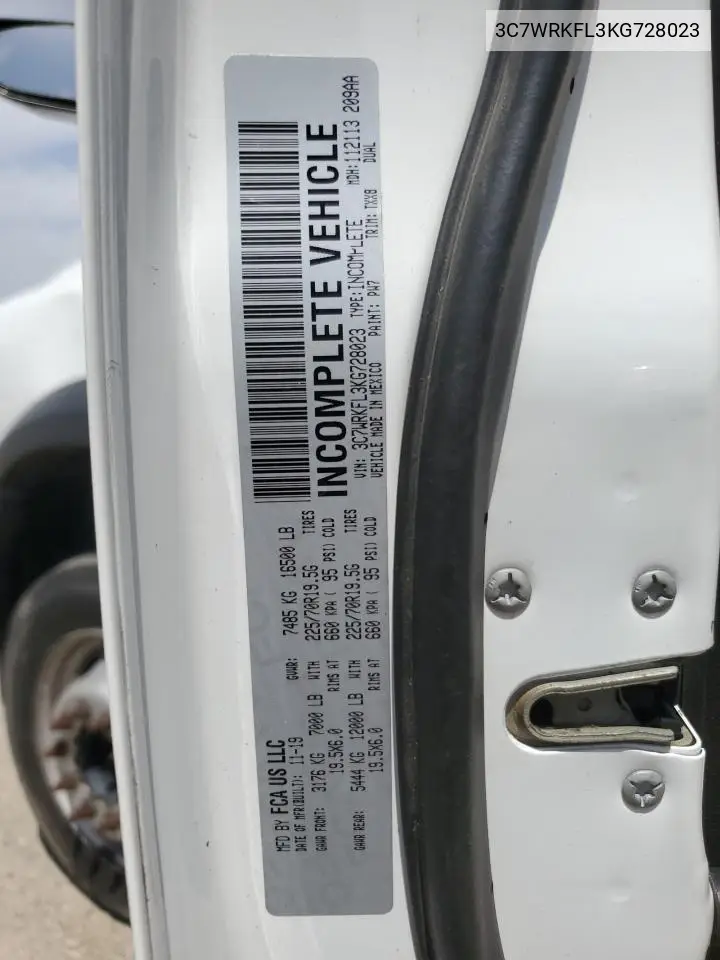 3C7WRKFL3KG728023
MFD BY FCA US LLC
DATE OF MFR(BUILT): 11-19 GVWR: 7485 KG 16500 LB
GAWR FRONT: 3176 KG 7000 LB WITH 225/70R19.5G TIRES
19.5X6.0 RIMS AT 660 KPA ( 95 PSI) COLD
GAWR REAR: 5444 KG 12000 LB WITH 225/70R19.5G TIRES
19.5X6.0 RIMS AT 660 KPA ( 95 PSI) COLD
INCOMPLETE VEHICLE
VIN: 3C7WRKFL3KG728023 TYPE:INCOMPLETE MDH:112113 209AA
VEHICLE MADE IN MEXICO PAINT: PW7 TRIM: TXX8 DUAL